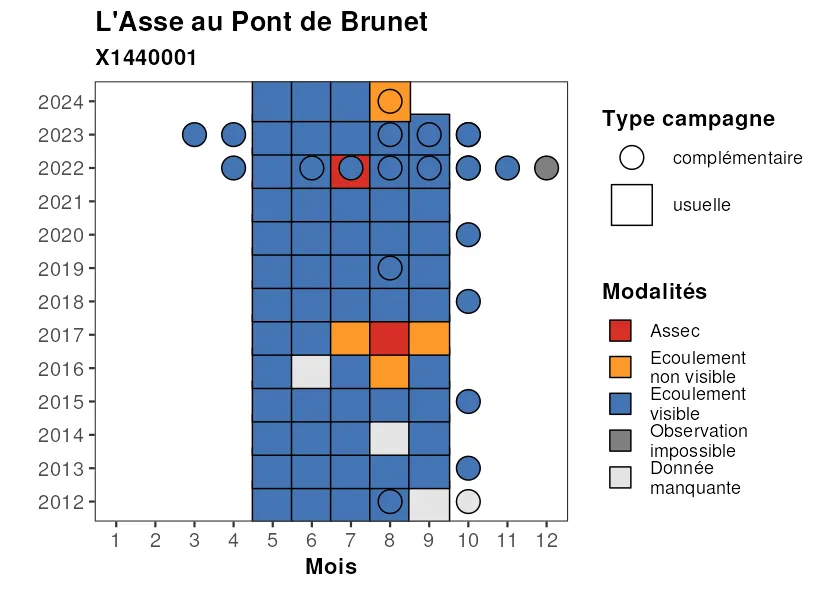 L'Asse au Pont de Brunet
X1440001
2024
2023
2022
2021
2020
2019
2018
2017
2016
2015
2014
2013
2012
1 2 3 4 5 6 7 8 9 10 11 12
Mois
Type campagne
complémentaire
usuelle
Modalités
Assec
Ecoulement
non visible
Ecoulement
visible
Observation
impossible
Donnée
manquante